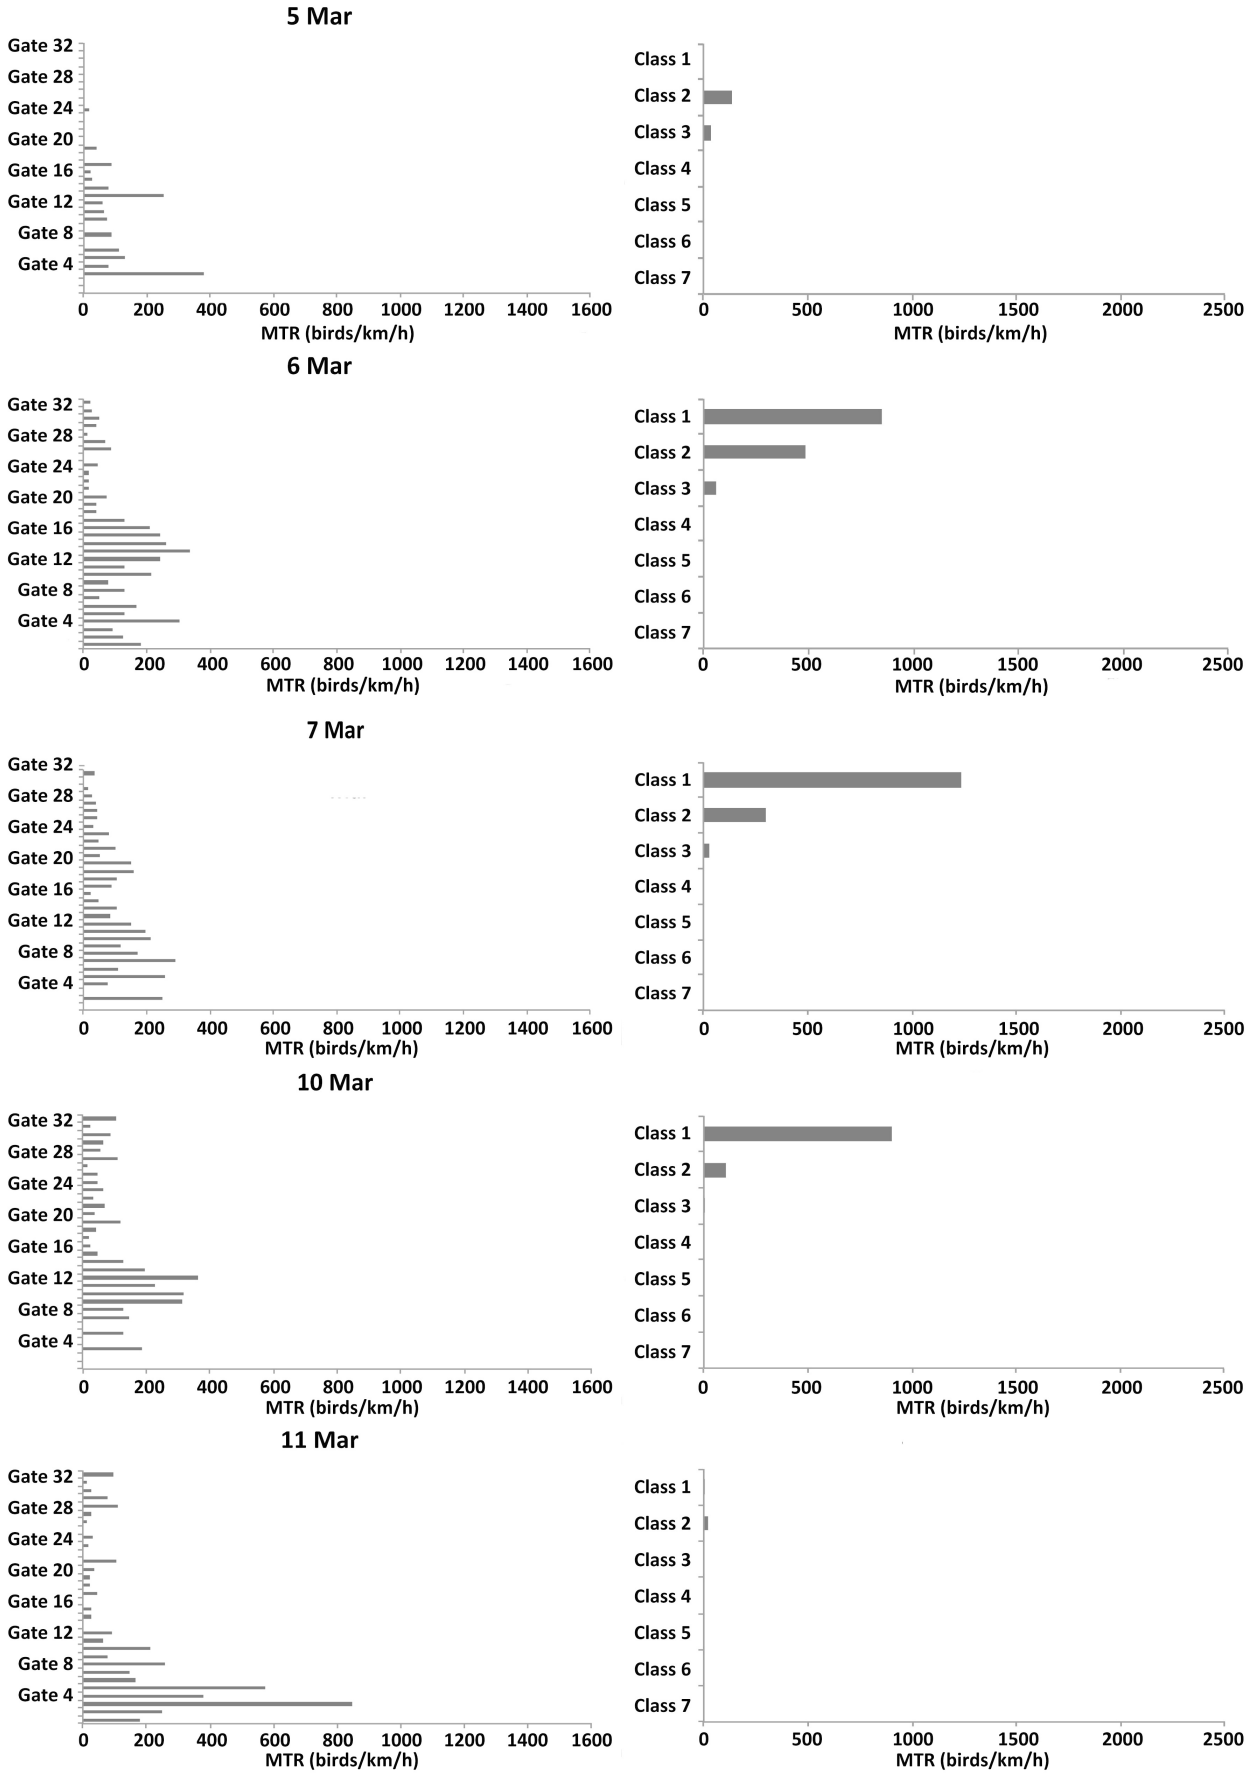 5 Mar
Gate 32
Gate 28
Gate 24
Gate 20
Gate 16
Gate 12
Gate 8
Gate 4
0 200 400 600 800 1000 1200 1400 1600
MTR (birds/km/h)
Class 1
Class 2
Class 3
Class 4
Class 5
Class 6
Class 7
0 500 1000 1500 2000 2500
MTR (birds/km/h)
6 Mar
Gate 32
Gate 28
Gate 24
Gate 20
Gate 16
Gate 12
Gate 8
Gate 4
0 200 400 600 800 1000 1200 1400 1600
MTR (birds/km/h)
Class 1
Class 2
Class 3
Class 4
Class 5
Class 6
Class 7
0 500 1000 1500 2000 2500
MTR (birds/km/h)
7 Mar
Gate 32
Gate 28
Gate 24
Gate 20
Gate 16
Gate 12
Gate 8
Gate 4
0 200 400 600 800 1000 1200 1400 1600
MTR (birds/km/h)
Class 1
Class 2
Class 3
Class 4
Class 5
Class 6
Class 7
0 500 1000 1500 2000 2500
MTR (birds/km/h)
10 Mar
Gate 32
Gate 28
Gate 24
Gate 20
Gate 16
Gate 12
Gate 8
Gate 4
0 200 400 600 800 1000 1200 1400 1600
MTR (birds/km/h)
Class 1
Class 2
Class 3
Class 4
Class 5
Class 6
Class 7
0 500 1000 1500 2000 2500
MTR (birds/km/h)
11 Mar
Gate 32
Gate 28
Gate 24
Gate 20
Gate 16
Gate 12
Gate 8
Gate 4
0 200 400 600 800 1000 1200 1400 1600
MTR (birds/km/h)
Class 1
Class 2
Class 3
Class 4
Class 5
Class 6
Class 7
0 500 1000 1500 2000 2500
MTR (birds/km/h)